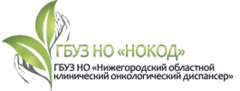 ГБУЗ НО «НОКОД»
ГБУЗ НО «Нижегородский областной
клинический онкологический диспансер»